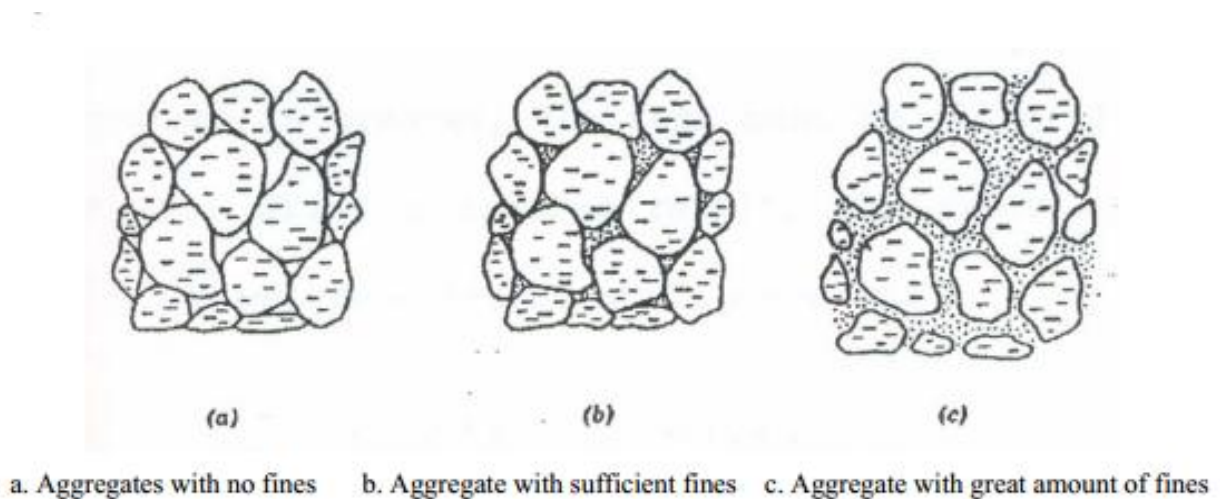 (a) (b) (c)
a. Aggregates with no fines b. Aggregate with sufficient fines c. Aggregate with great amount of fines